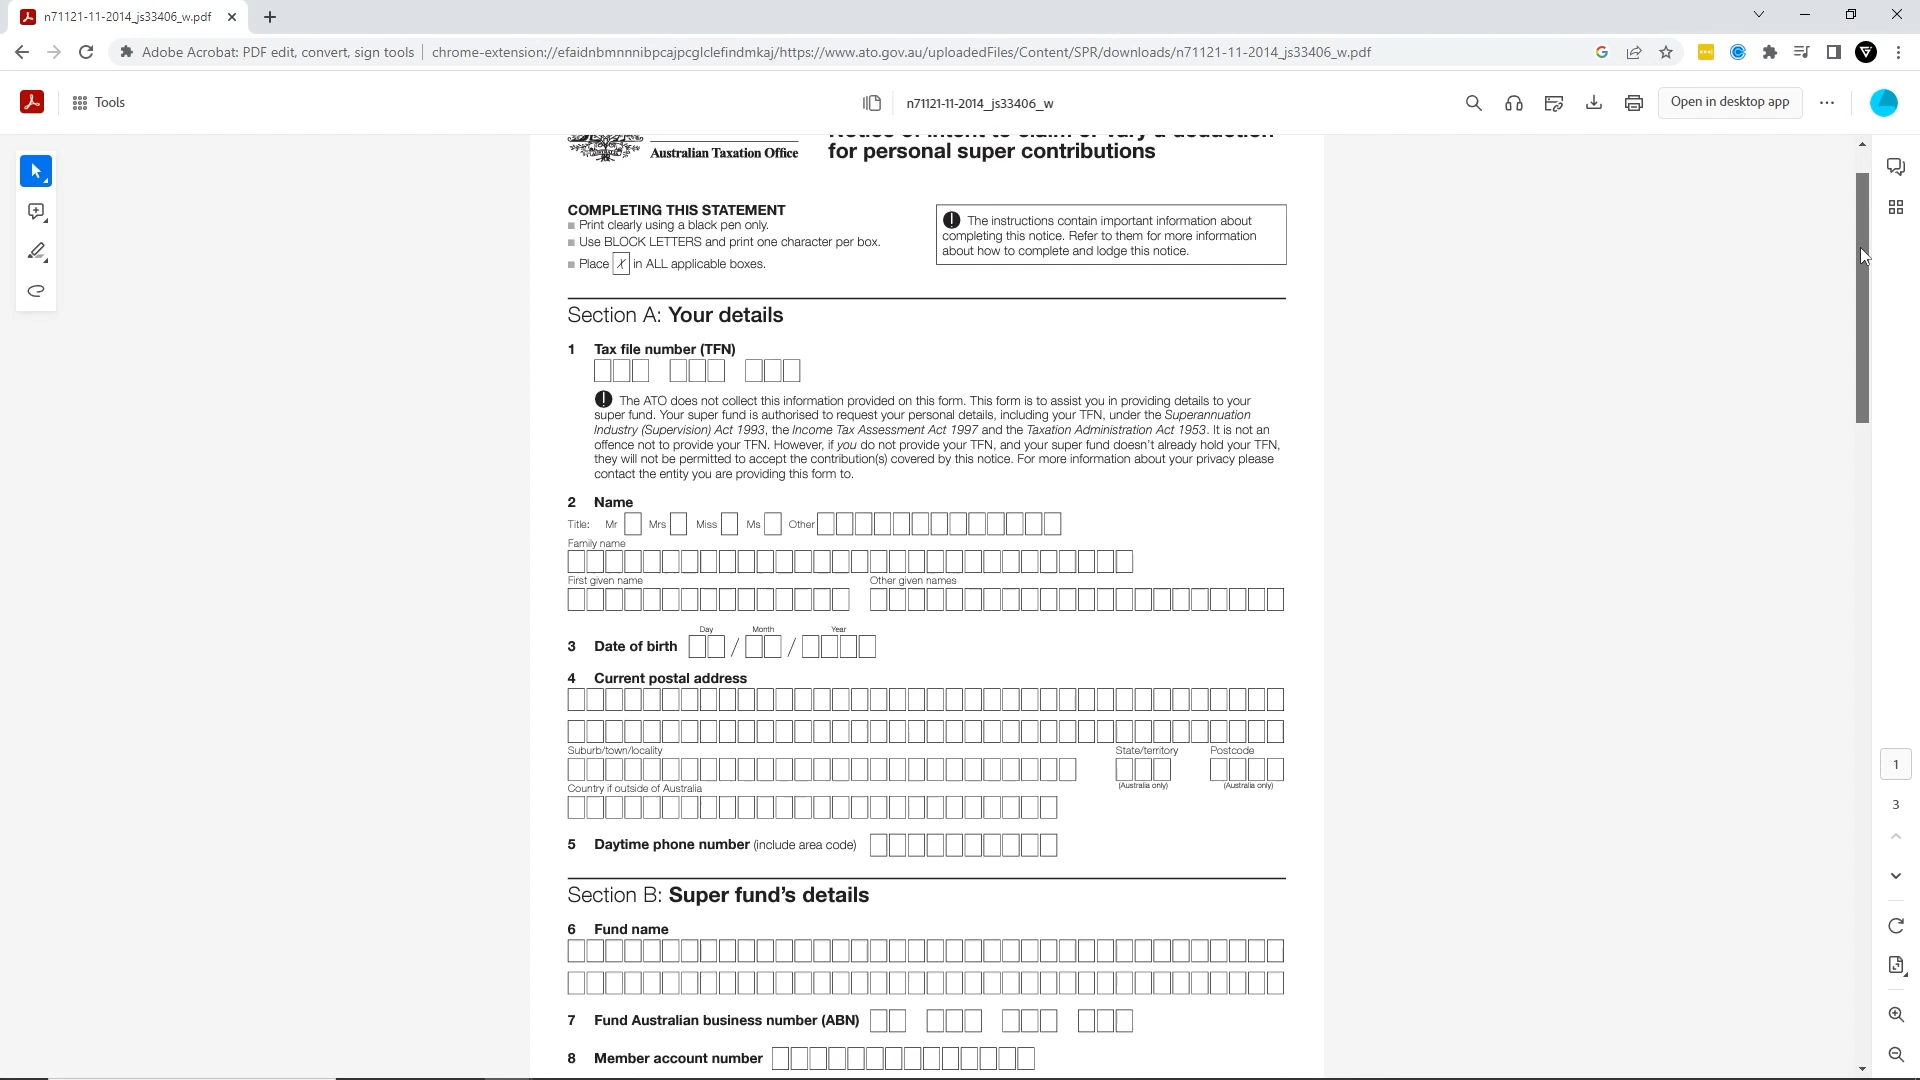 n71121-11-2014_js33406_w.pdf
Adobe Acrobat: PDF edit, convert, sign tools
chrome-extension://efaidnbmnnnibpcajpcglclefindmkaj/https://www.ato.gov.au/uploadedFiles/Content/SPR/downloads/n71121-11-2014_js33406_w.pdf
Tools
n71121-11-2014_js33406_w
Open in desktop app
Notice of intent to claim or vary a deduction
for personal super contributions
Australian Taxation Office
COMPLETING THIS STATEMENT
Print clearly using a black pen only.
Use BLOCK LETTERS and print one character per box.
Place X in ALL applicable boxes.
The instructions contain important information about
completing this notice. Refer to them for more information
about how to complete and lodge this notice.
Section A: Your details
1 Tax file number (TFN)
The ATO does not collect this information provided on this form. This form is to assist you in providing details to your
super fund. Your super fund is authorised to request your personal details, including your TFN, under the Superannuation
Industry (Supervision) Act 1993, the Income Tax Assessment Act 1997 and the Taxation Administration Act 1953. It is not an
offence not to provide your TFN. However, if you do not provide your TFN, and your super fund doesn't already hold your TFN,
they will not be permitted to accept the contribution(s) covered by this notice. For more information about your privacy please
contact the entity you are providing this form to.
2 Name
Title: Mr Mrs Miss Ms Other
Family name
First given name Other given names
Day Month Year
3 Date of birth / /
4 Current postal address
Suburb/town/locality State/territory Postcode
(Australia only) (Australia only)
Country if outside of Australia
5 Daytime phone number (include area code)
Section B: Super fund's details
6 Fund name
7 Fund Australian business number (ABN)
8 Member account number
1
3